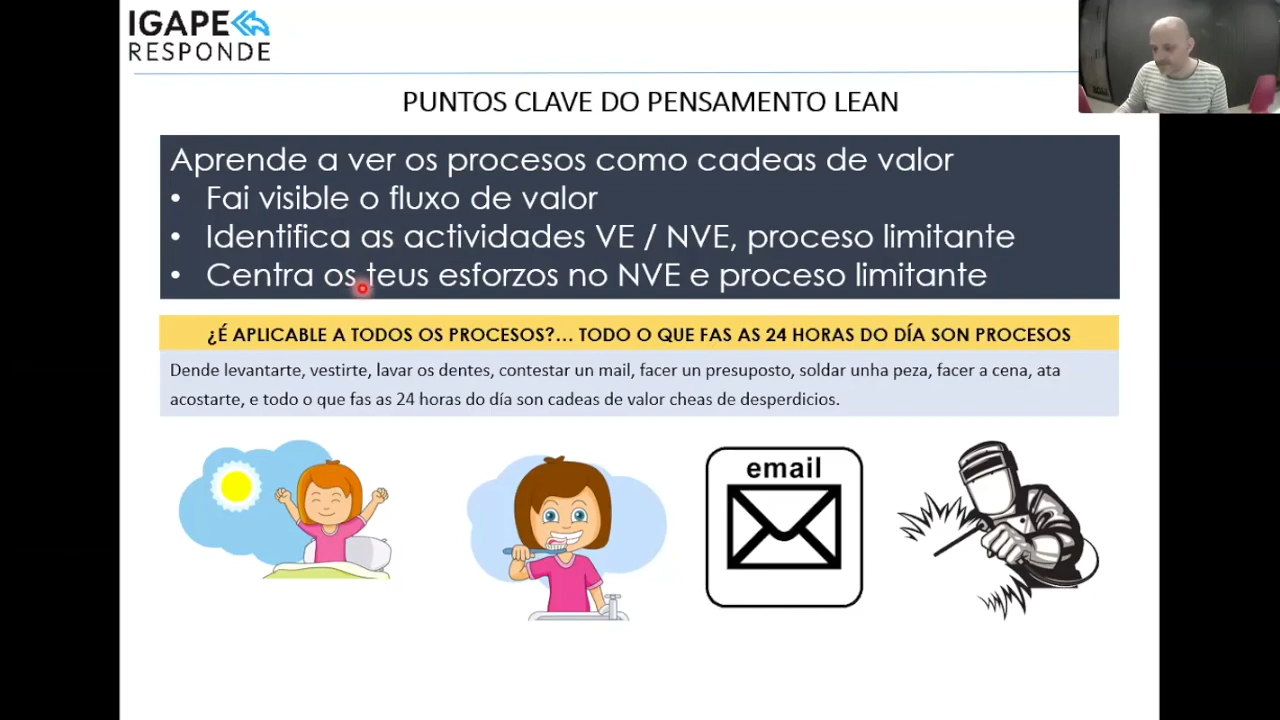 IGAPE
RESPONDE
PUNTOS CLAVE DO PENSAMENTO LEAN
Aprende a ver os procesos como cadeas de valor
• Fai visible o fluxo de valor
• Identifica as actividades VE / NVE, proceso limitante
• Centra os teus esforzos no NVE e proceso limitante
¿É APLICABLE A TODOS OS PROCESOS?... TODO O QUE FAS AS 24 HORAS DO DÍA SON PROCESOS
Dende levantarte, vestirte, lavar os dentes, contestar un mail, facer un presuposto, soldar unha peza, facer a cena, ata
acostarte, e todo o que fas as 24 horas do día son cadeas de valor cheas de desperdicios.
email